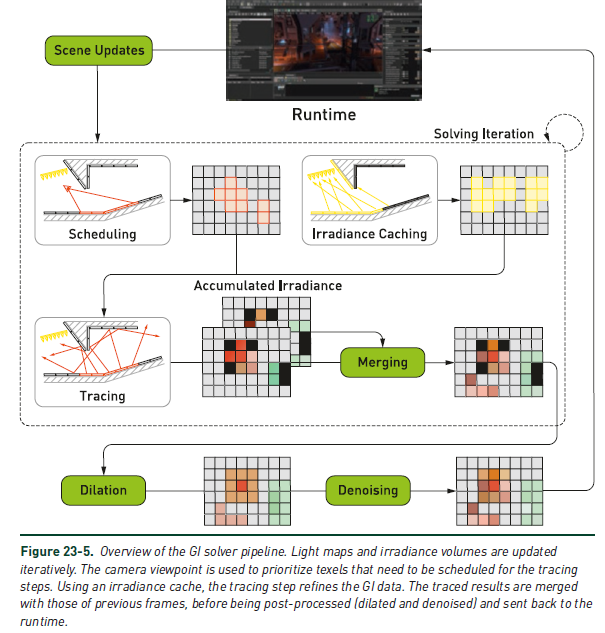 Scene Updates
Runtime
Solving Iteration
Scheduling
Irradiance Caching
Accumulated Irradiance
Tracing
Merging
Dilation
Denoising
Figure 23-5. Overview of the GI solver pipeline. Light maps and irradiance volumes are updated
iteratively. The camera viewpoint is used to prioritize texels that need to be scheduled for the tracing
steps. Using an irradiance cache, the tracing step refines the GI data. The traced results are merged
with those of previous frames, before being post-processed (dilated and denoised) and sent back to the
runtime.